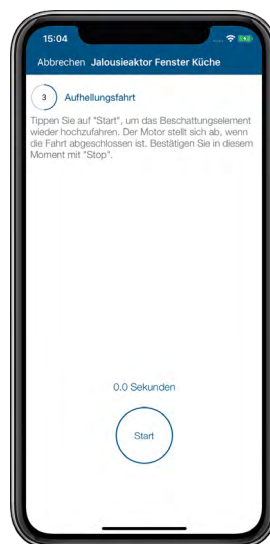 15:04
Abbrechen Jalousieaktor Fenster Küche
3 Aufhellungsfahrt
Tippen Sie auf "Start", um das Beschattungselement
wieder hochzufahren. Der Motor stellt sich ab, wenn
die Fahrt abgeschlossen ist. Bestätigen Sie in diesem
Moment mit "Stop".
0.0 Sekunden
Start